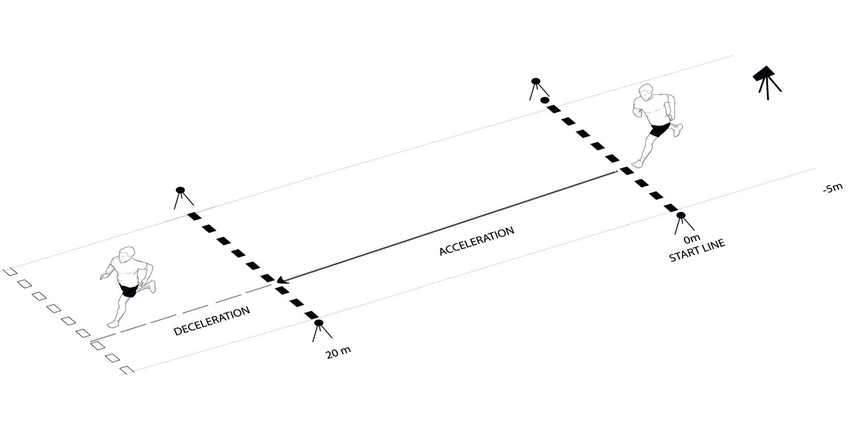 -5m
0m
START LINE
ACCELERATION
DECELERATION
20 m